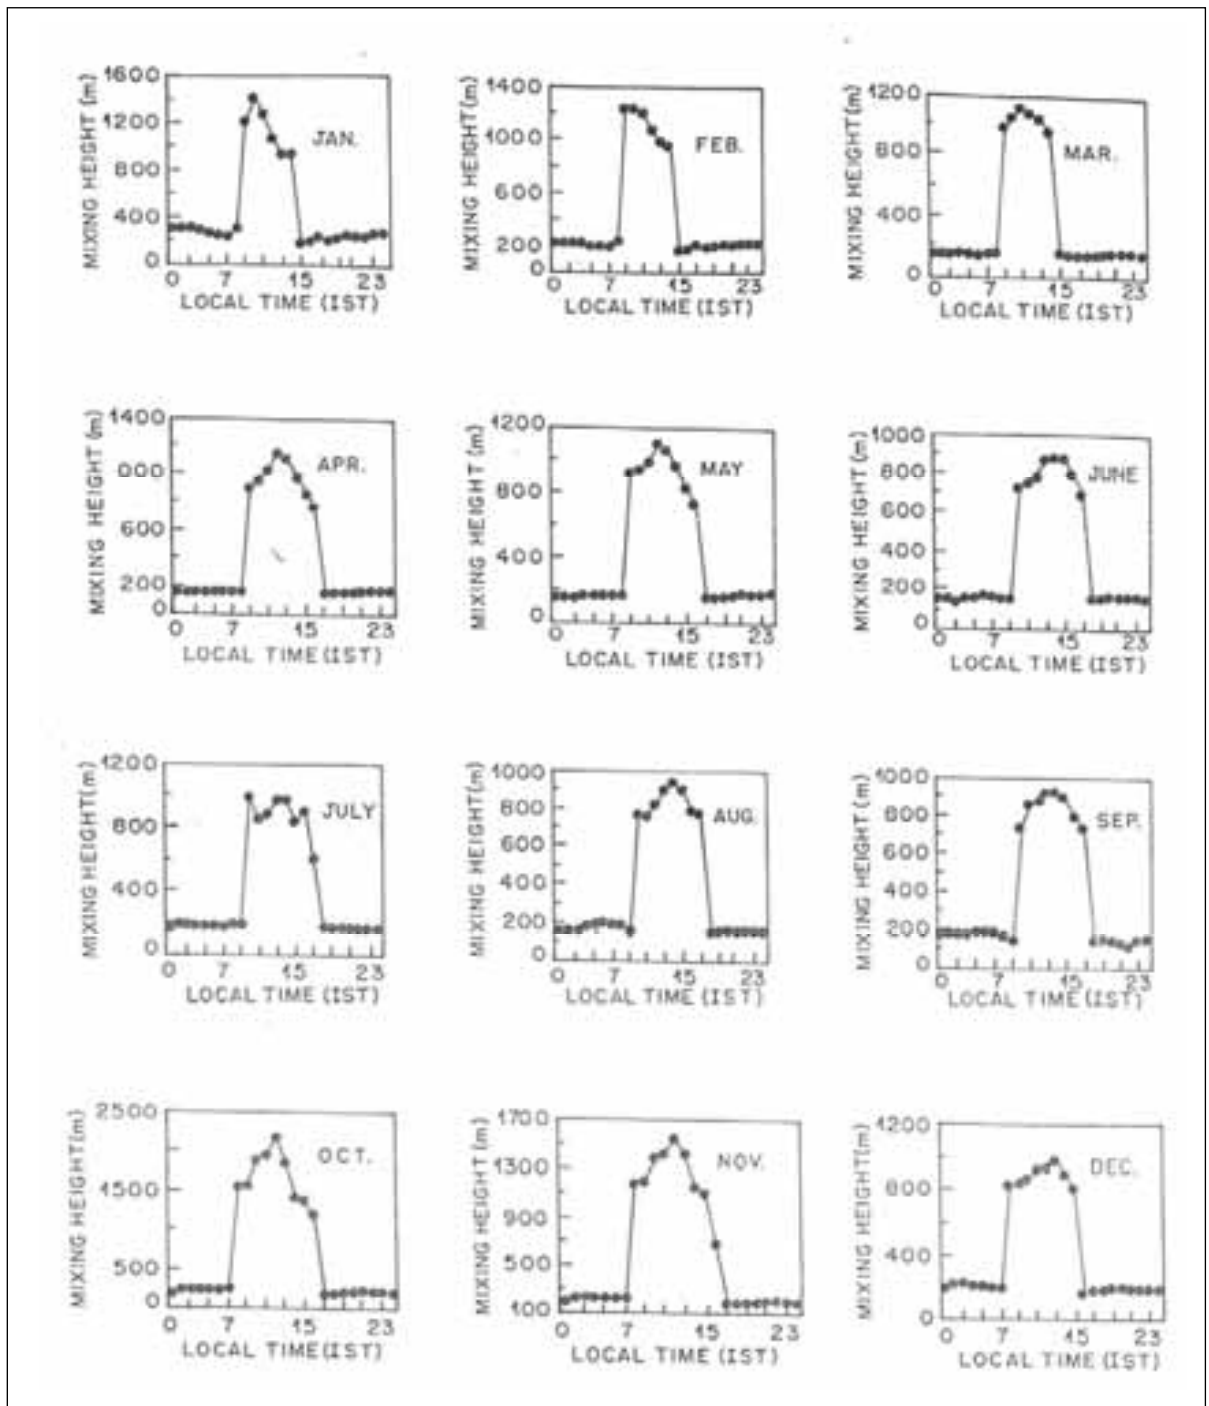 MIXING HEIGHT (m)
1600
1200
800
400
0
JAN.
0 7 15 23
LOCAL TIME (IST)
MIXING HEIGHT (m)
1400
1000
600
200
0
FEB.
0 7 15 23
LOCAL TIME (IST)
MIXING HEIGHT (m)
1200
800
400
0
MAR.
0 7 15 23
LOCAL TIME (IST)
MIXING HEIGHT (m)
1400
000
600
200
0
APR.
0 7 15 23
LOCAL TIME (IST)
MIXING HEIGHT (m)
1200
800
400
0
MAY
0 7 15 23
LOCAL TIME (IST)
MIXING HEIGHT (m)
1000
800
600
400
200
0
JUNE
0 7 15 23
LOCAL TIME (IST)
MIXING HEIGHT (m)
1200
800
400
0
JULY
0 7 15 23
LOCAL TIME (IST)
MIXING HEIGHT (m)
1000
800
600
400
200
0
AUG.
0 7 15 23
LOCAL TIME (IST)
MIXING HEIGHT (m)
1000
800
600
400
200
0
SEP.
0 7 15 23
LOCAL TIME (IST)
MIXING HEIGHT (m)
2500
1500
500
0
OCT.
0 7 15 23
LOCAL TIME (IST)
MIXING HEIGHT (m)
1700
1300
900
500
100
NOV.
0 7 15 23
LOCAL TIME (IST)
MIXING HEIGHT (m)
1200
800
400
0
DEC.
0 7 15 23
LOCAL TIME (IST)